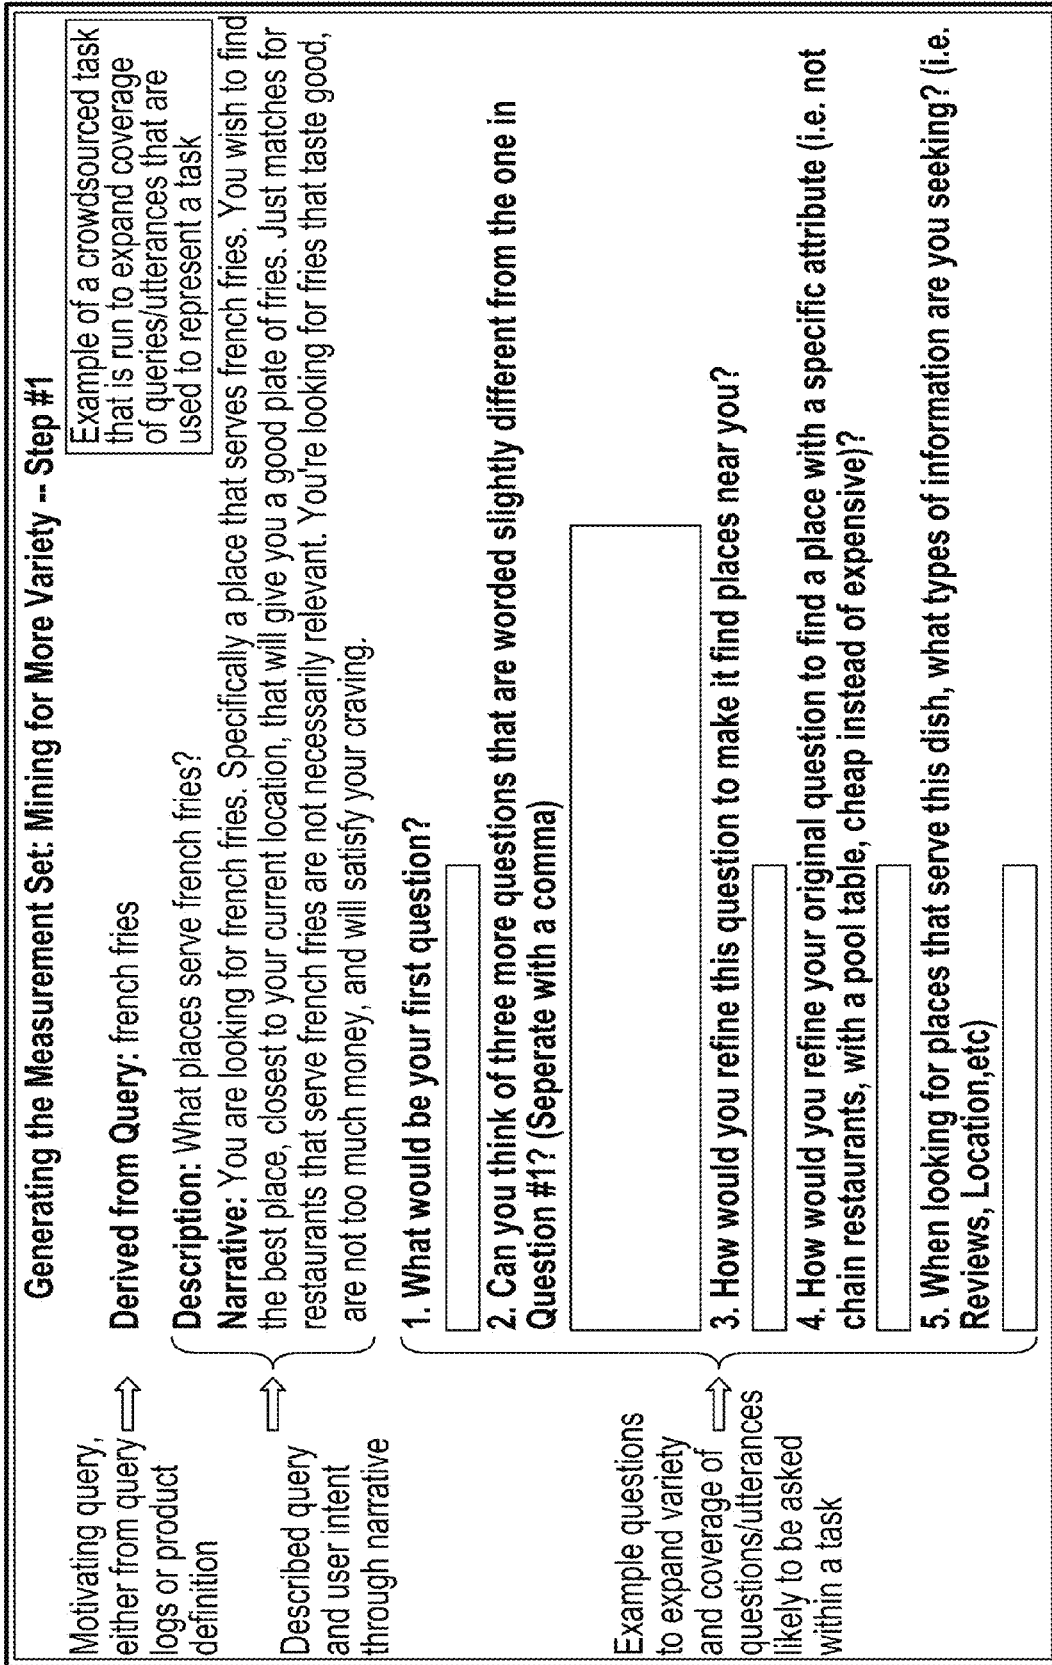 Generating the Measurement Set: Mining for More Variety -- Step #1
Example of a crowdsourced task
that is run to expand coverage
of queries/utterances that are
used to represent a task
Motivating query,
either from query
logs or product
definition
Derived from Query: french fries
Described query
and user intent
through narrative
Description: What places serve french fries?
Narrative: You are looking for french fries. Specifically a place that serves french fries. You wish to find
the best place, closest to your current location, that will give you a good plate of fries. Just matches for
restaurants that serve french fries are not necessarily relevant. You're looking for fries that taste good,
are not too much money, and will satisfy your craving.
Example questions
to expand variety
and coverage of
questions/utterances
likely to be asked
within a task
1. What would be your first question?
2. Can you think of three more questions that are worded slightly different from the one in
Question #1? (Seperate with a comma)
3. How would you refine this question to make it find places near you?
4. How would you refine your original question to find a place with a specific attribute (i.e. not
chain restaurants, with a pool table, cheap instead of expensive)?
5. When looking for places that serve this dish, what types of information are you seeking? (i.e.
Reviews, Location,etc)